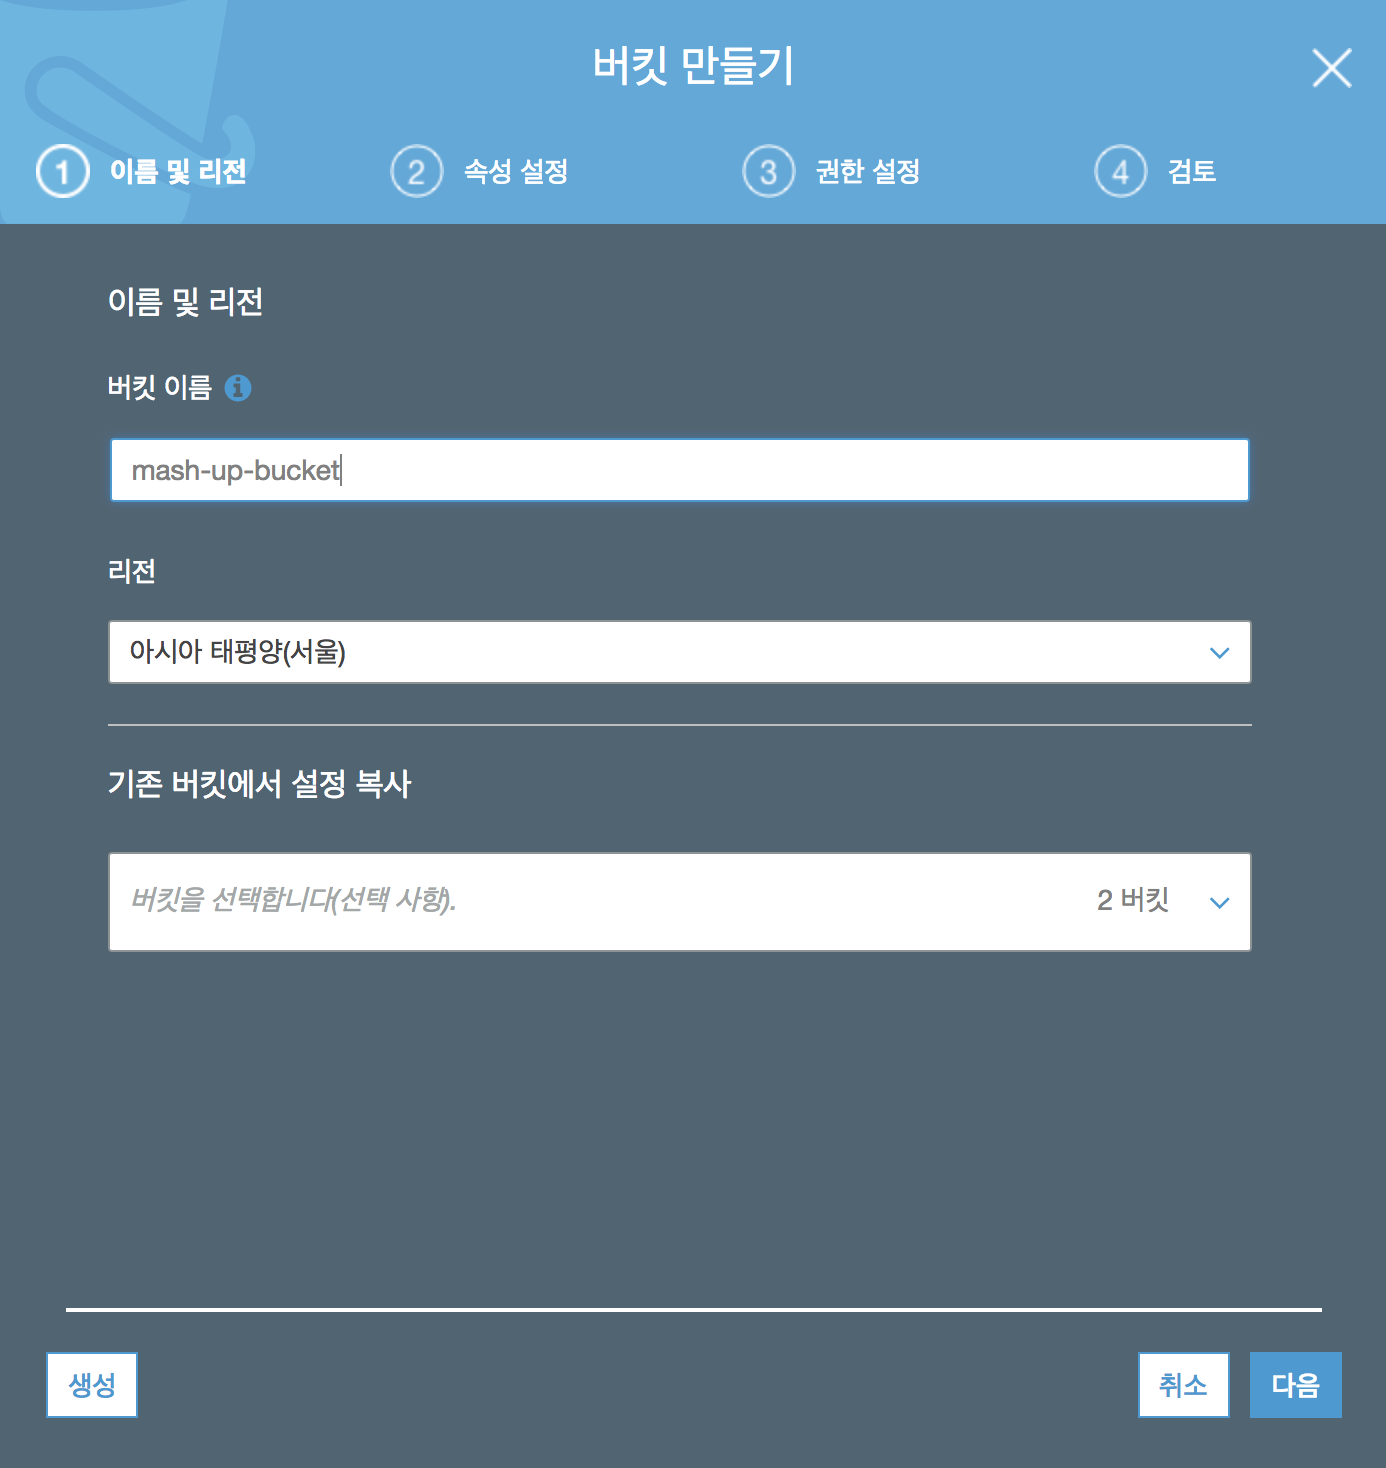 버킷 만들기
1 이름 및 리전 2 속성 설정 3 권한 설정 4 검토
이름 및 리전
버킷 이름
mash-up-bucket
리전
아시아 태평양(서울)
기존 버킷에서 설정 복사
버킷을 선택합니다(선택 사항). 2 버킷
생성 취소 다음